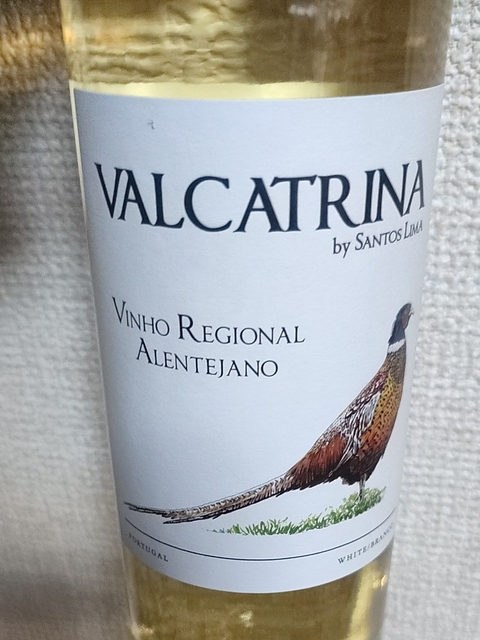 VALCATRINA
by SANTOS LIMA
VINHO REGIONAL
ALENTEJANO
PORTUGAL
WHITE/BRANCO